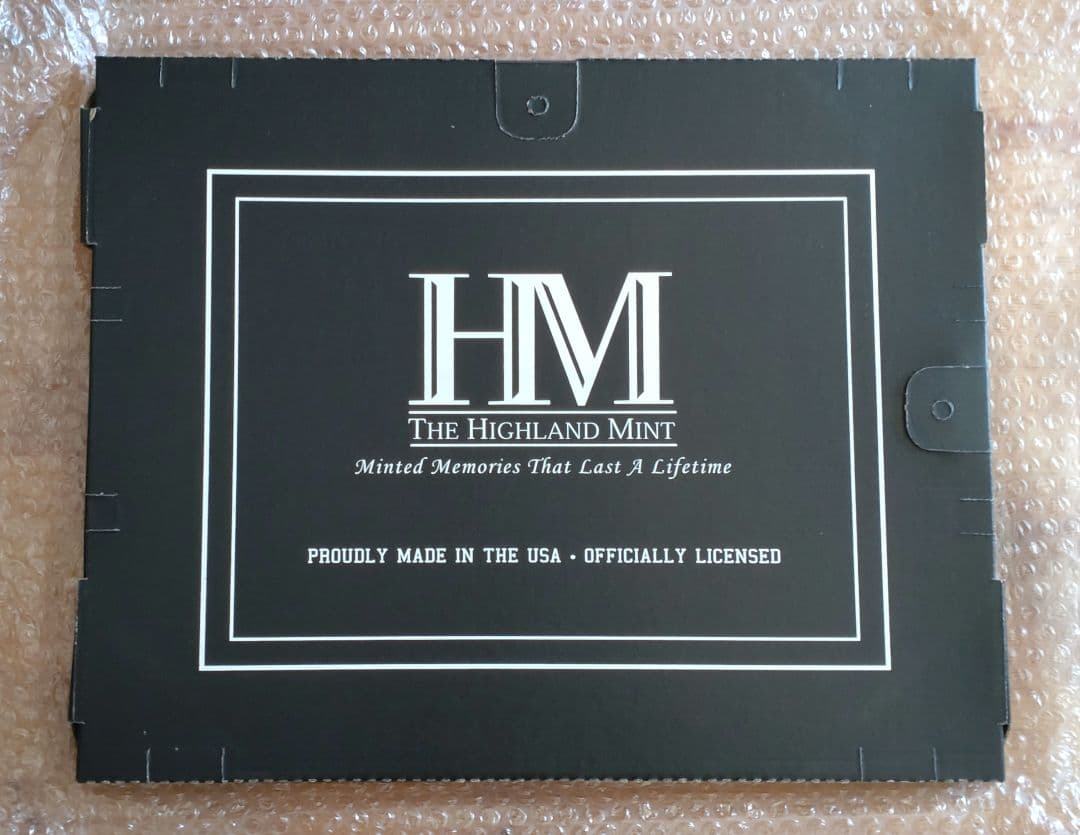 HM
THE HIGHLAND MINT
Minted Memories That Last A Lifetime
PROUDLY MADE IN THE USA • OFFICIALLY LICENSED